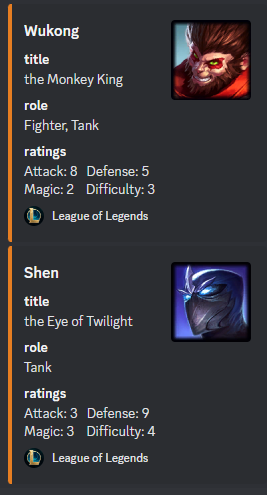 Wukong
title
the Monkey King
role
Fighter, Tank
ratings
Attack: 8 Defense: 5
Magic: 2 Difficulty: 3
League of Legends
Shen
title
the Eye of Twilight
role
Tank
ratings
Attack: 3 Defense: 9
Magic: 3 Difficulty: 4
League of Legends